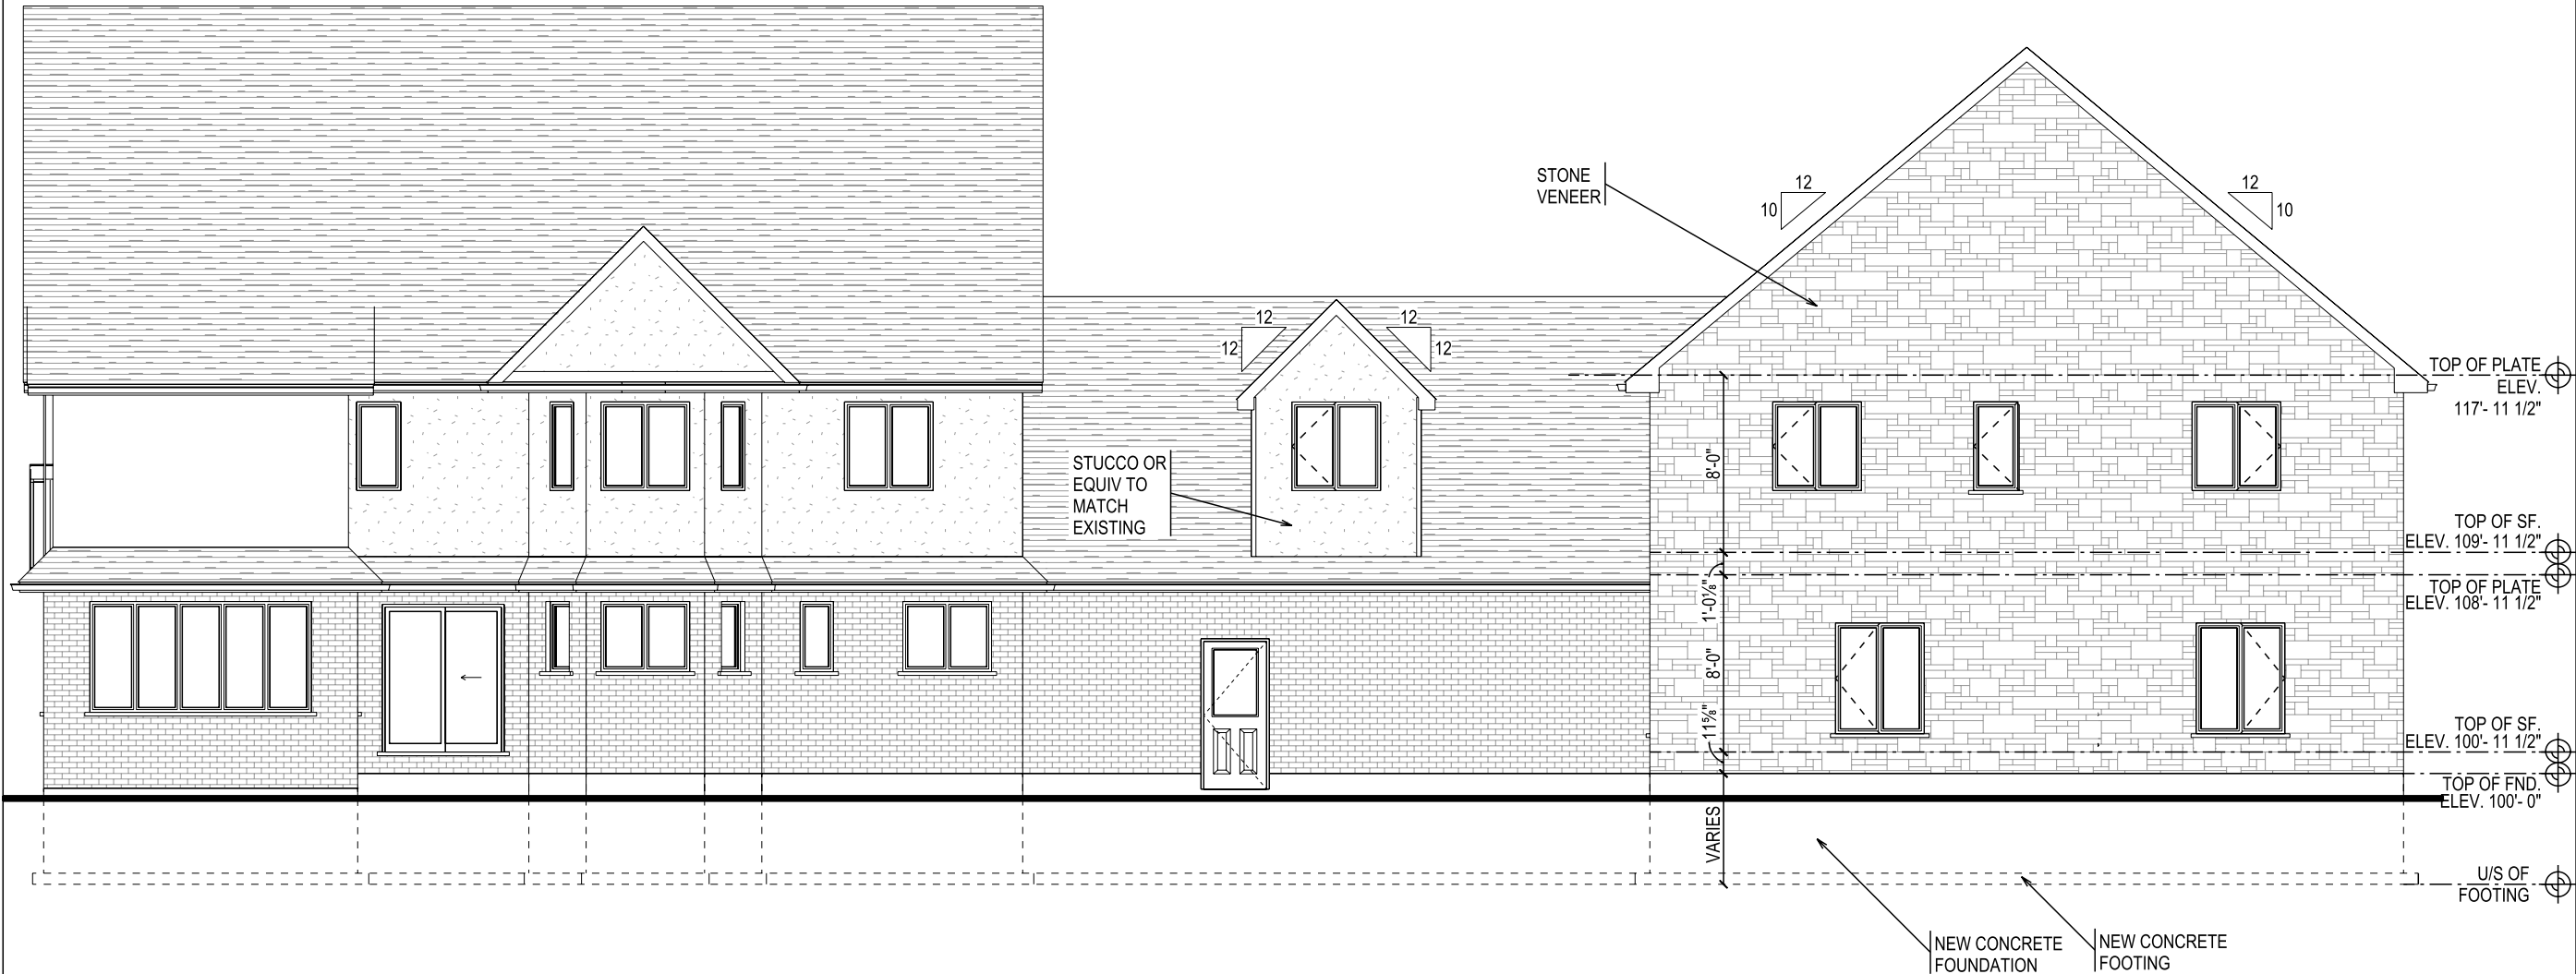 STONE
VENEER
12
10
12
10
12
12
12
12
STUCCO OR
EQUIV TO
MATCH
EXISTING
TOP OF PLATE
ELEV.
117'- 11 1/2"
8'-0"
TOP OF SF.
ELEV. 109'- 11 1/2"
1'-0⅛"
TOP OF PLATE
ELEV. 108'- 11 1/2"
8'-0"
11⅝"
TOP OF SF.
ELEV. 100'- 11 1/2"
TOP OF FND.
ELEV. 100'- 0"
VARIES
U/S OF
FOOTING
NEW CONCRETE
FOUNDATION
NEW CONCRETE
FOOTING